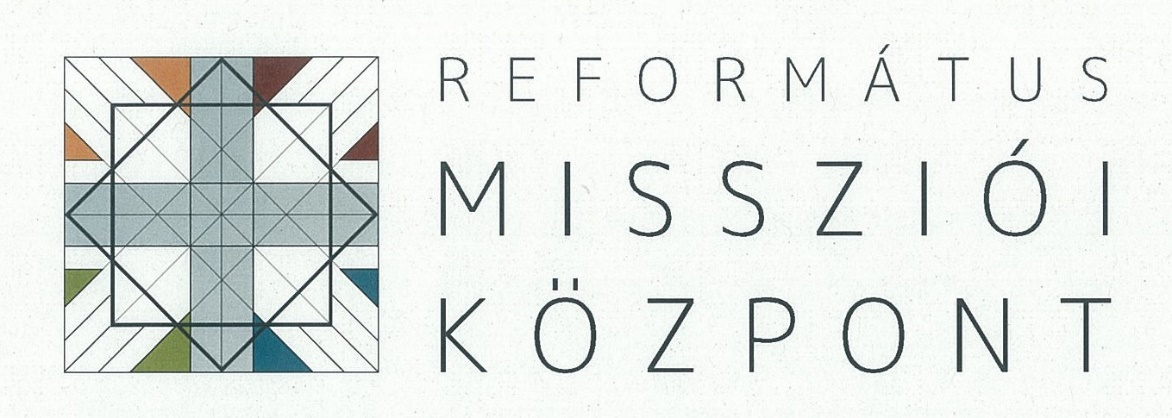 REFORMÁTUS
MISSZIÓI
KÖZPONT